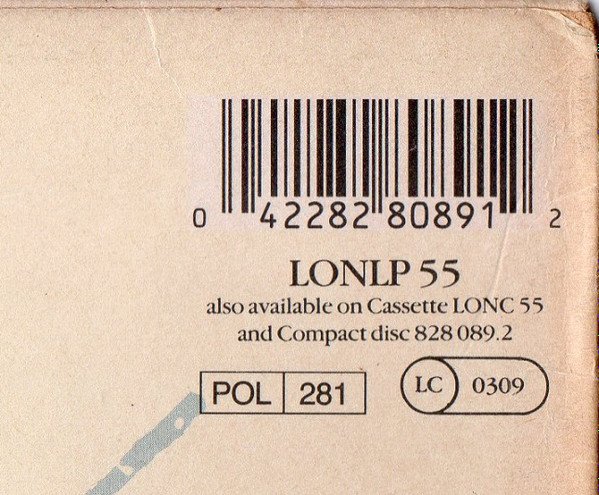 0 42282 80891 2
LONLP 55
also available on Cassette LONC 55
and Compact disc 828 089.2
POL 281 LC 0309